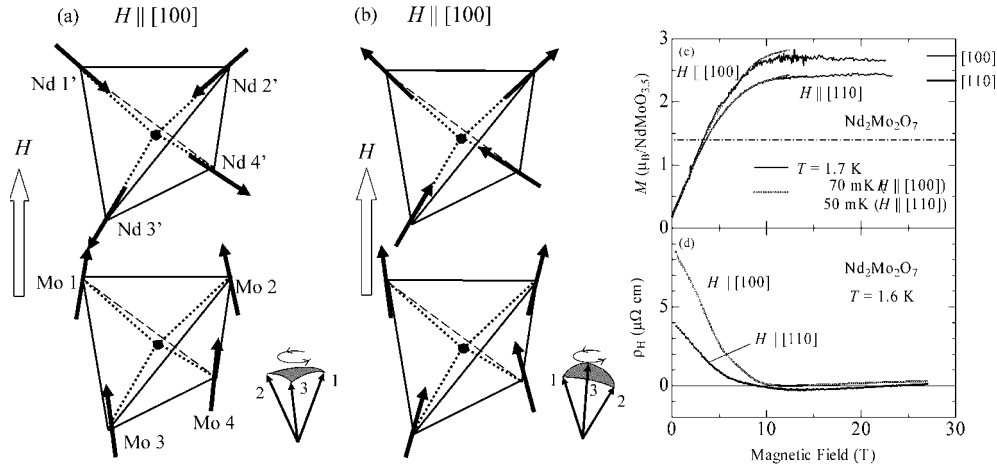 (a) H || [100]
Nd 1’
Nd 2’
Nd 4’
Nd 3’
H
Mo 1
Mo 2
Mo 3
Mo 4
2
3
1
(b) H || [100]
H
1
3
2
(c)
3
2
1
0
M (μB/NdMoO3.5)
H || [100]
H || [110]
[100]
[110]
Nd2Mo2O7
T = 1.7 K
70 mK (H || [100])
50 mK (H || [110])
(d)
5
0
ρH (μΩ cm)
H || [100]
H || [110]
Nd2Mo2O7
T = 1.6 K
0 10 20 30
Magnetic Field (T)